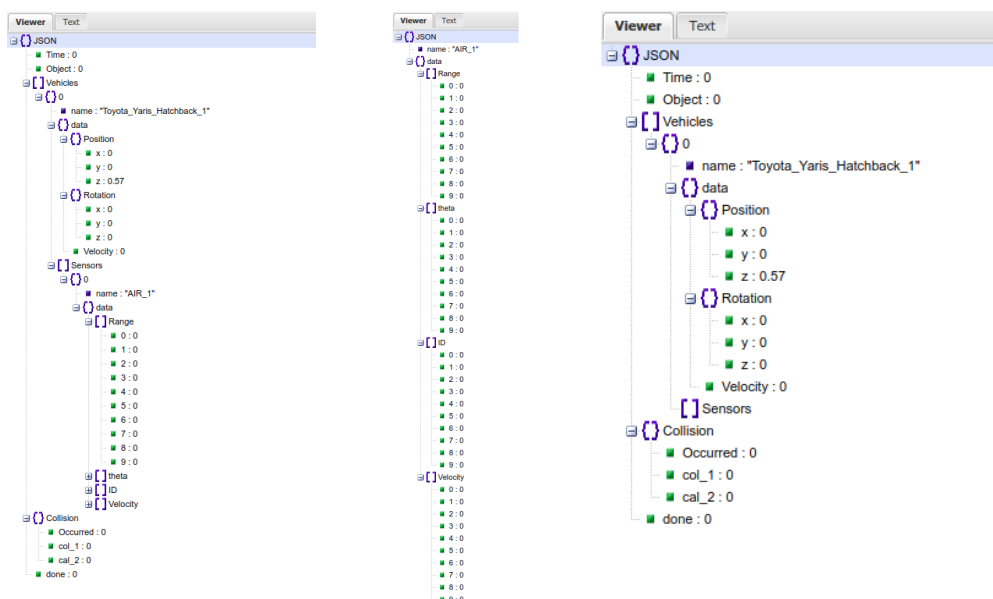 Viewer Text
JSON
Time : 0
Object : 0
Vehicles
0
name : "Toyota_Yaris_Hatchback_1"
data
Position
x : 0
y : 0
z : 0.57
Rotation
x : 0
y : 0
z : 0
Velocity : 0
Sensors
0
name : "AIR_1"
data
Range
0 : 0
1 : 0
2 : 0
3 : 0
4 : 0
5 : 0
6 : 0
7 : 0
8 : 0
9 : 0
theta
ID
Velocity
Collision
Occurred : 0
col_1 : 0
cal_2 : 0
done : 0
Viewer Text
JSON
name : "AIR_1"
data
Range
0 : 0
1 : 0
2 : 0
3 : 0
4 : 0
5 : 0
6 : 0
7 : 0
8 : 0
9 : 0
theta
0 : 0
1 : 0
2 : 0
3 : 0
4 : 0
5 : 0
6 : 0
7 : 0
8 : 0
9 : 0
ID
0 : 0
1 : 0
2 : 0
3 : 0
4 : 0
5 : 0
6 : 0
7 : 0
8 : 0
9 : 0
Velocity
0 : 0
1 : 0
2 : 0
3 : 0
4 : 0
5 : 0
6 : 0
7 : 0
8 : 0
9 : 0
Viewer Text
JSON
Time : 0
Object : 0
Vehicles
0
name : "Toyota_Yaris_Hatchback_1"
data
Position
x : 0
y : 0
z : 0.57
Rotation
x : 0
y : 0
z : 0
Velocity : 0
Sensors
Collision
Occurred : 0
col_1 : 0
cal_2 : 0
done : 0